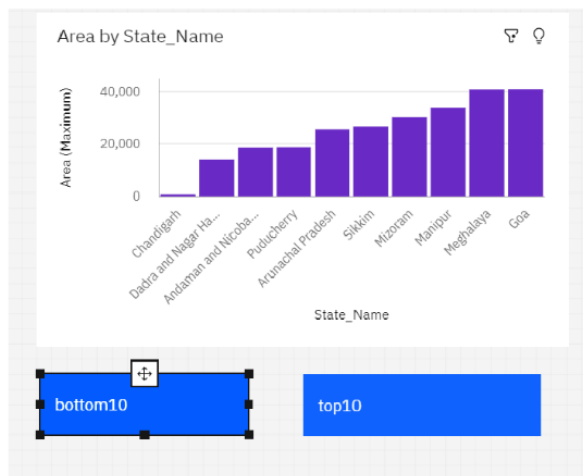 Area by State_Name
Area (Maximum)
40,000
20,000
0
Chandigarh
Dadra and Nagar Ha...
Andaman and Nicoba...
Puducherry
Arunachal Pradesh
Sikkim
Mizoram
Manipur
Meghalaya
Goa
State_Name
bottom10
top10